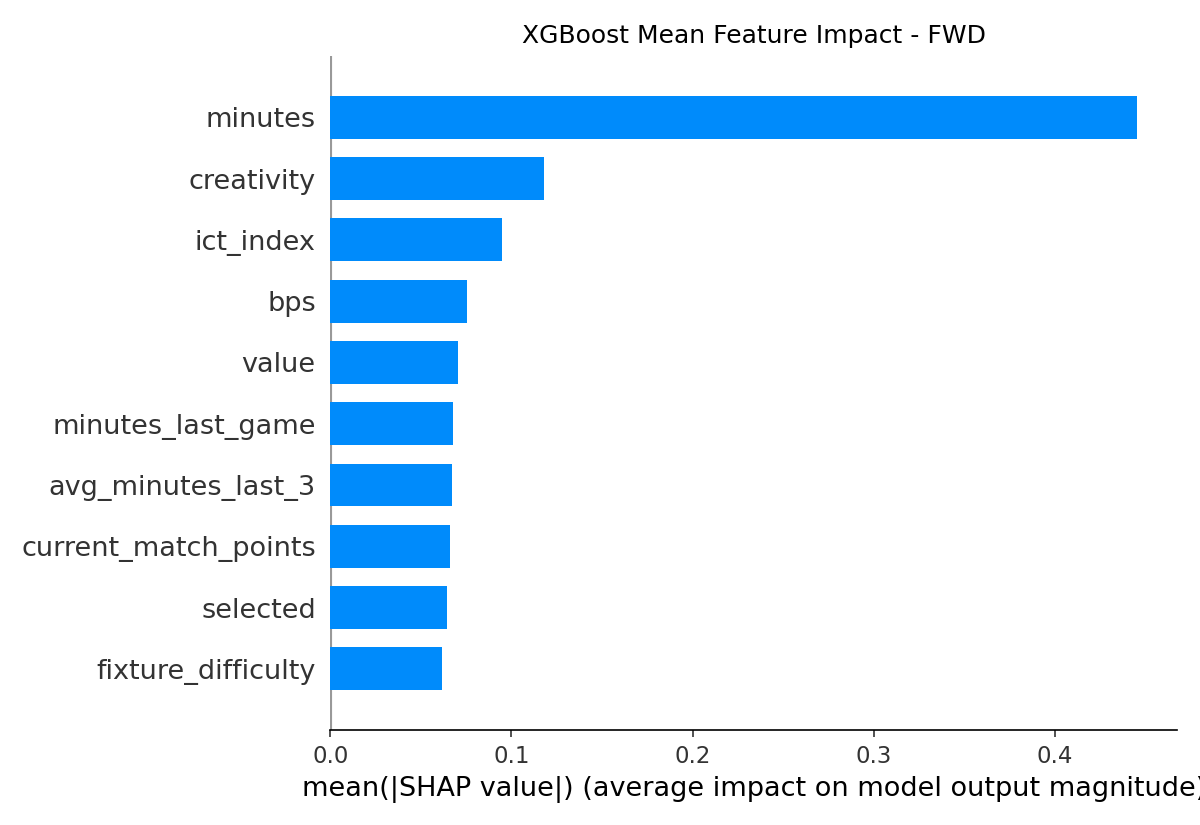 XGBoost Mean Feature Impact - FWD
minutes
creativity
ict_index
bps
value
minutes_last_game
avg_minutes_last_3
current_match_points
selected
fixture_difficulty
0.0 0.1 0.2 0.3 0.4
mean(|SHAP value|) (average impact on model output magnitude)